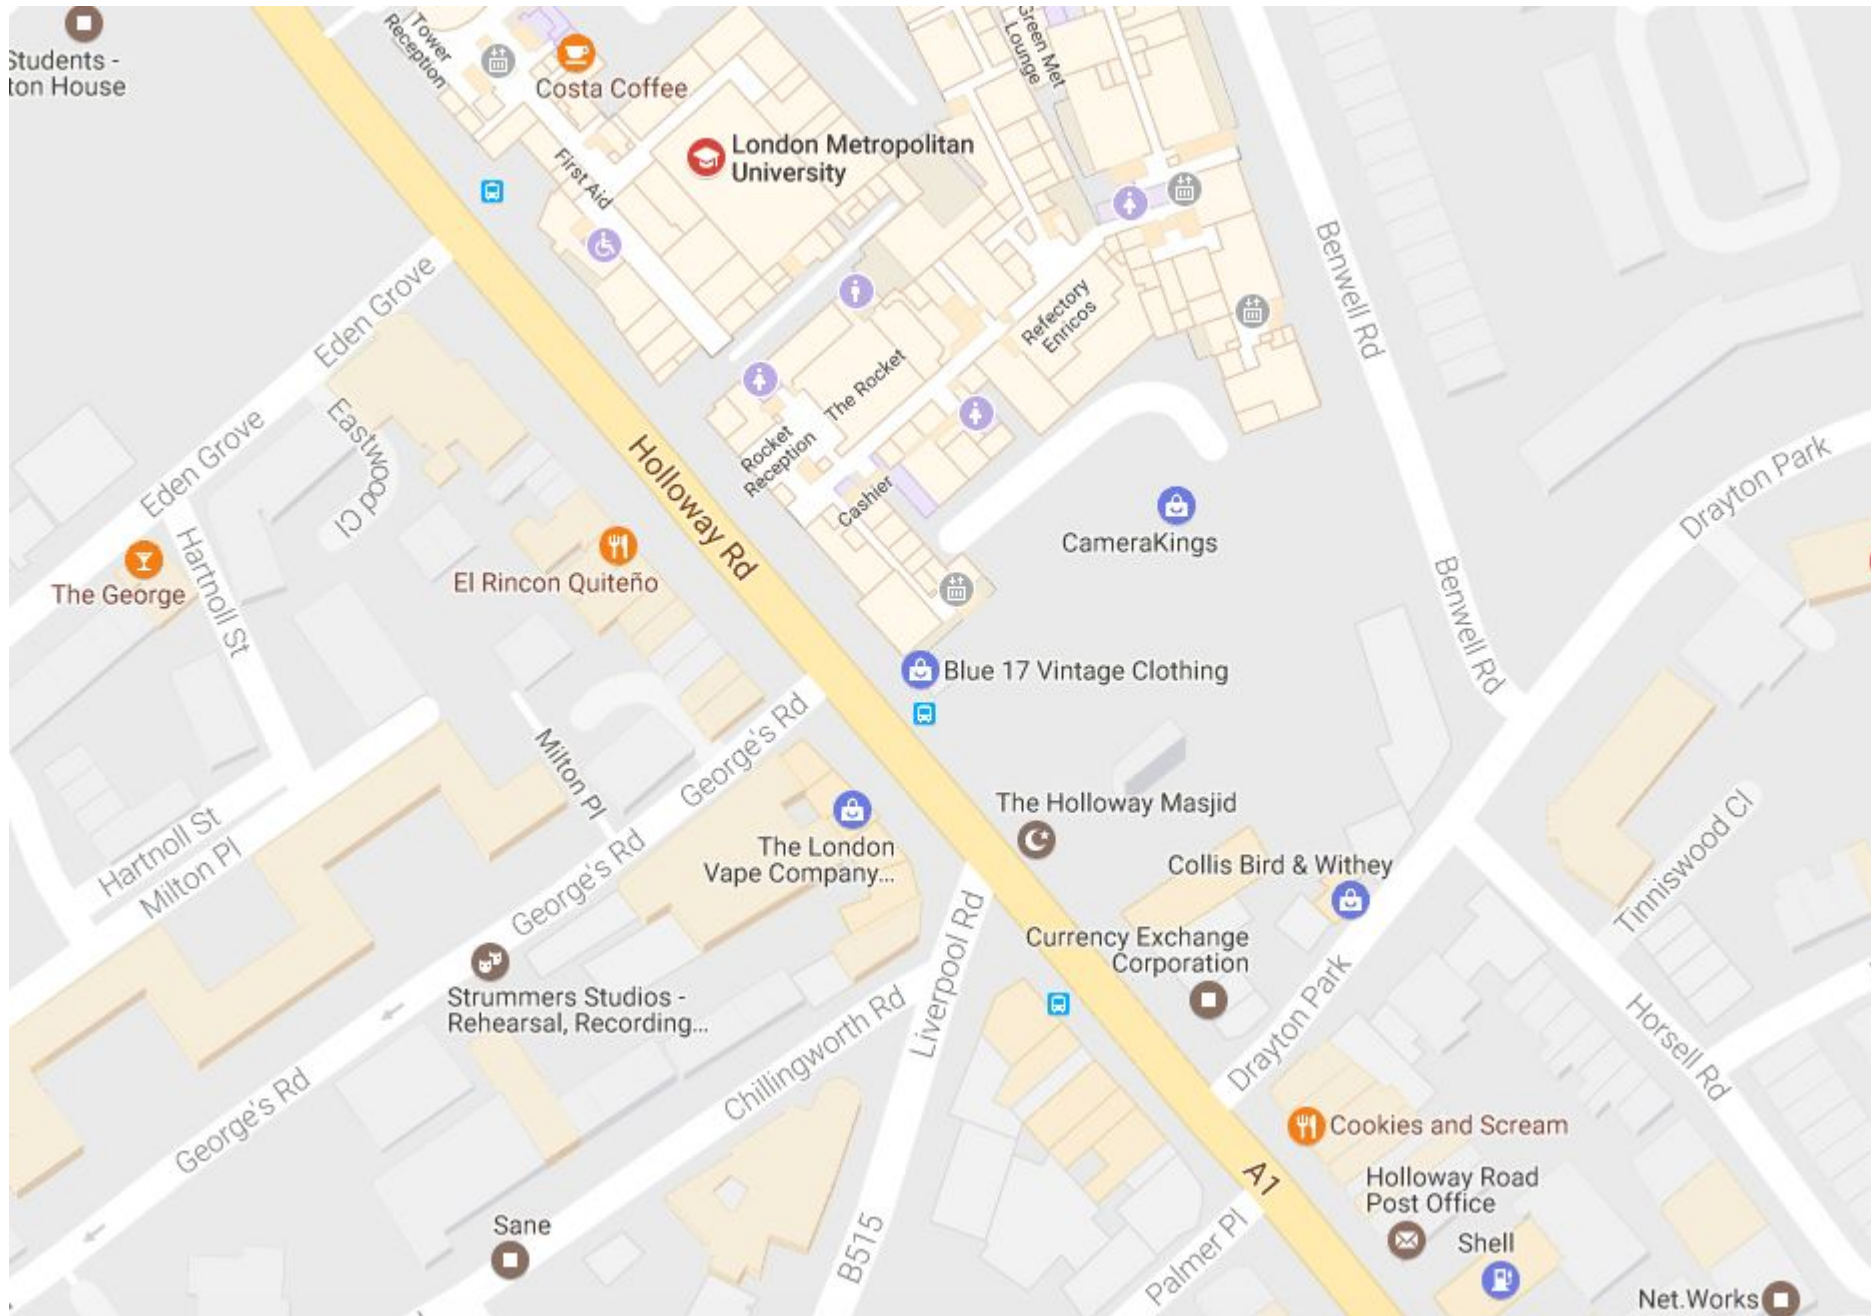 Students -
ton House
Tower
Reception
Costa Coffee
Green Met
Lounge
London Metropolitan
University
First Aid
Benwell Rd
Eden Grove
Refectory
Enricos
The Rocket
Eden Grove
Eastwood Cl
Rocket
Reception
Holloway Rd
Cashier
CameraKings
Drayton Park
The George
Hartnoll St
El Rincon Quiteño
Benwell Rd
Blue 17 Vintage Clothing
George's Rd
Milton Pl
The Holloway Masjid
Hartnoll St
Milton Pl
George's Rd
The London
Vape Company...
Collis Bird & Withey
Tinniswood Cl
Liverpool Rd
Currency Exchange
Corporation
Strummers Studios -
Rehearsal, Recording...
Chillingworth Rd
Drayton Park
Horsell Rd
George's Rd
Cookies and Scream
A1
Holloway Road
Post Office
Sane
B515
Palmer Pl
Shell
Net.Works